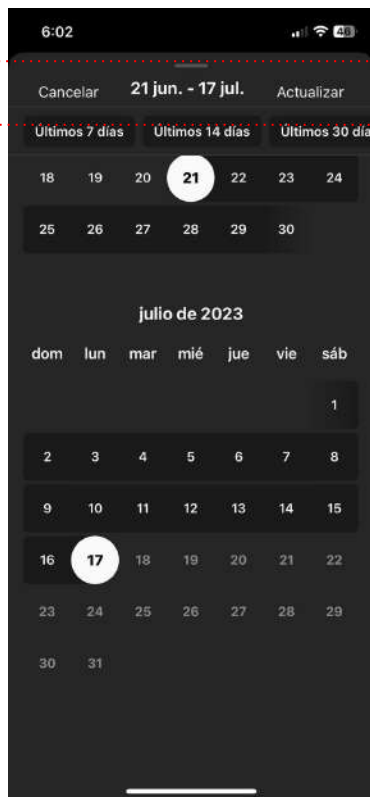 6:02
46
Cancelar 21 jun. - 17 jul. Actualizar
Últimos 7 días Últimos 14 días Últimos 30 día
18 19 20 21 22 23 24
25 26 27 28 29 30
julio de 2023
dom lun mar mié jue vie sáb
1
2 3 4 5 6 7 8
9 10 11 12 13 14 15
16 17 18 19 20 21 22
23 24 25 26 27 28 29
30 31